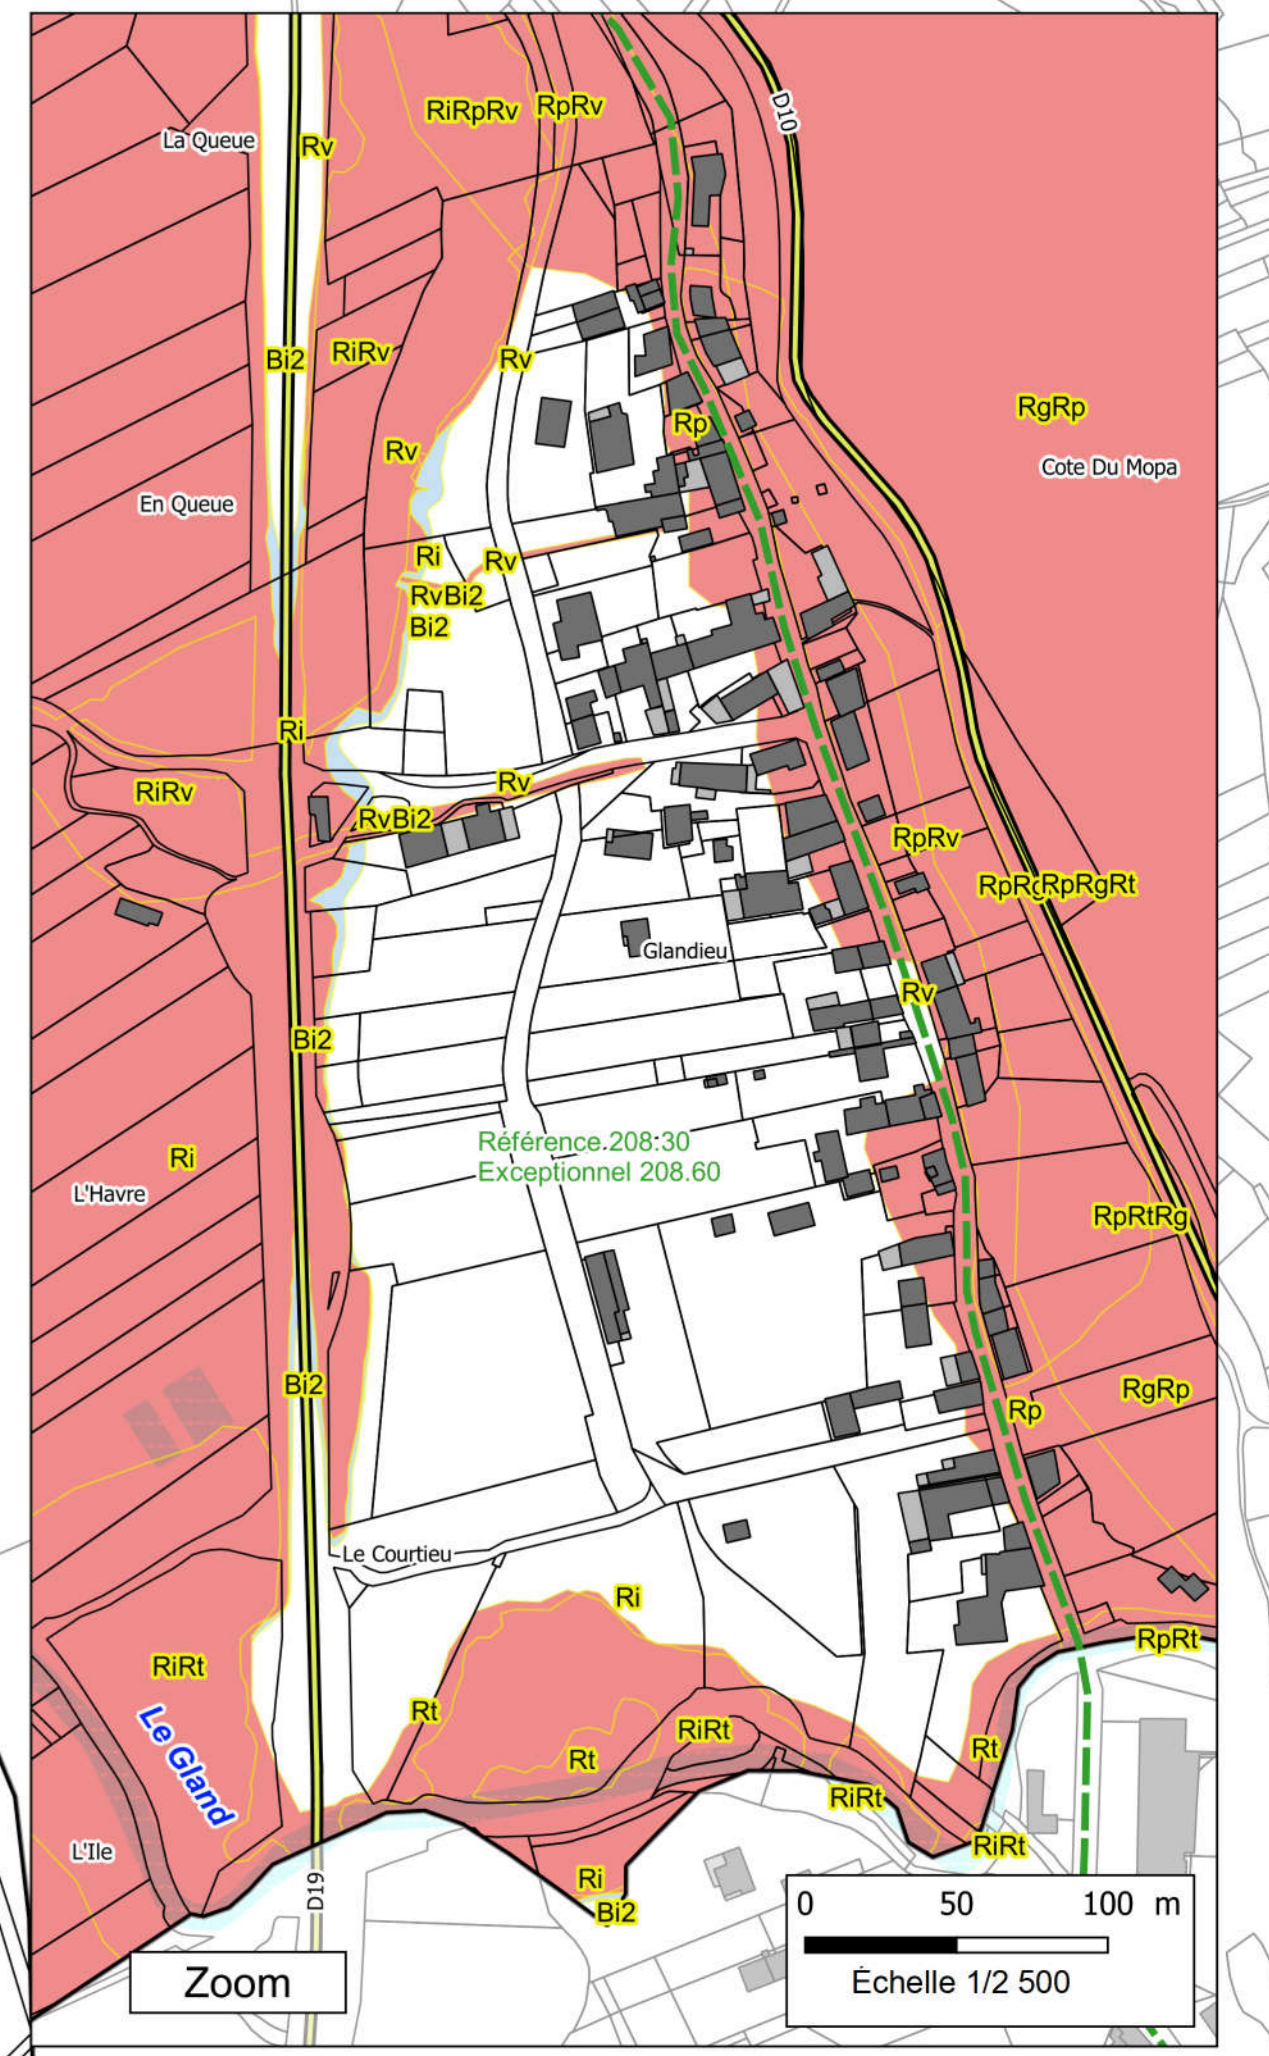 RiRpRv
RpRv
D10
La Queue
Rv
Bi2
RiRv
Rv
RgRp
Rp
Rv
Cote Du Mopa
En Queue
Ri
Rv
RvBi2
Bi2
Ri
Rv
RiRv
RvBi2
RpRv
RpRgRpRgRt
Glandieu
Rv
Bi2
Référence.208:30
Exceptionnel 208.60
Ri
L'Havre
RpRtRg
Bi2
RgRp
Rp
Le Courtieu
Ri
RpRt
RiRt
Le Gland
Rt
RiRt
Rt
Rt
RiRt
RiRt
L'Ile
Ri
D19
Bi2
0 50 100 m
Échelle 1/2 500
Zoom